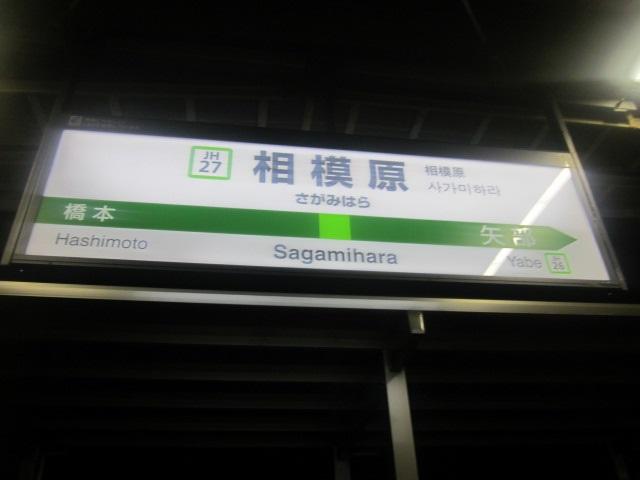 JH
27
相模原
相模原
사가미하라
さがみはら
橋本
矢部
Hashimoto
Sagamihara
Yabe
JH
26